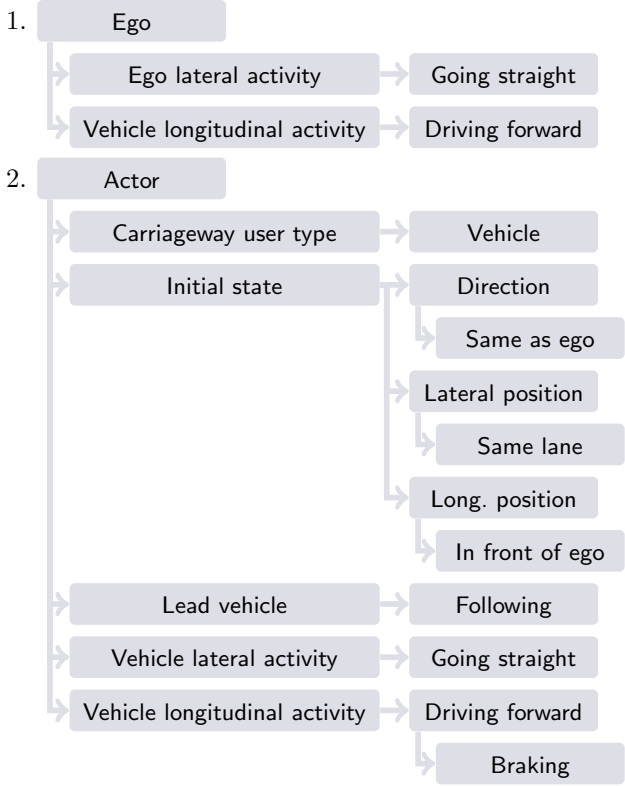 1. Ego
Ego lateral activity Going straight
Vehicle longitudinal activity Driving forward
2. Actor
Carriageway user type Vehicle
Initial state Direction
Same as ego
Lateral position
Same lane
Long. position
In front of ego
Lead vehicle Following
Vehicle lateral activity Going straight
Vehicle longitudinal activity Driving forward
Braking